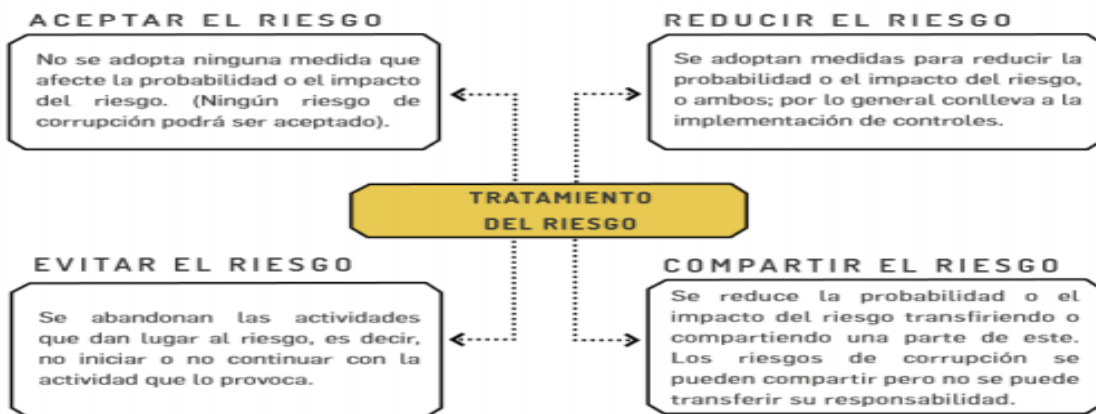 ACEPTAR EL RIESGO
No se adopta ninguna medida que
afecte la probabilidad o el impacto
del riesgo. (Ningún riesgo de
corrupción podrá ser aceptado).
REDUCIR EL RIESGO
Se adoptan medidas para reducir la
probabilidad o el impacto del riesgo,
o ambos; por lo general conlleva a la
implementación de controles.
TRATAMIENTO
DEL RIESGO
EVITAR EL RIESGO
Se abandonan las actividades
que dan lugar al riesgo, es decir,
no iniciar o no continuar con la
actividad que lo provoca.
COMPARTIR EL RIESGO
Se reduce la probabilidad o el
impacto del riesgo transfiriendo o
compartiendo una parte de este.
Los riesgos de corrupción se
pueden compartir pero no se puede
transferir su responsabilidad.